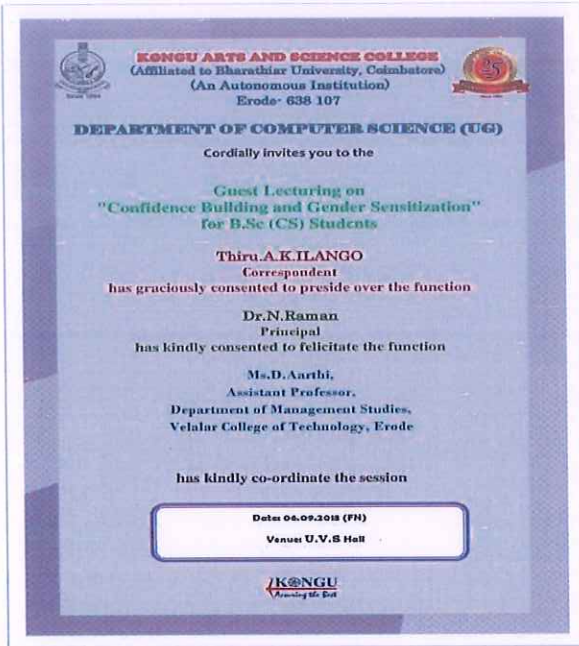 KONGU ARTS AND SCIENCE COLLEGE
(Affiliated to Bharathiar University, Coimbatore)
(An Autonomous Institution)
Erode- 638 107
25
DEPARTMENT OF COMPUTER SCIENCE (UG)
Cordially invites you to the
Guest Lecturing on
"Confidence Building and Gender Sensitization"
for B.Sc (CS) Students
Thiru.A.K.ILANGO
Correspondent
has graciously consented to preside over the function
Dr.N.Raman
Principal
has kindly consented to felicitate the function
Ms.D.Aarthi,
Assistant Professor,
Department of Management Studies,
Velalar College of Technology, Erode
has kindly co-ordinate the session
Date: 06.09.2018 (FN)
Venue: U.V.S Hall
KONGU
Assuring the Best